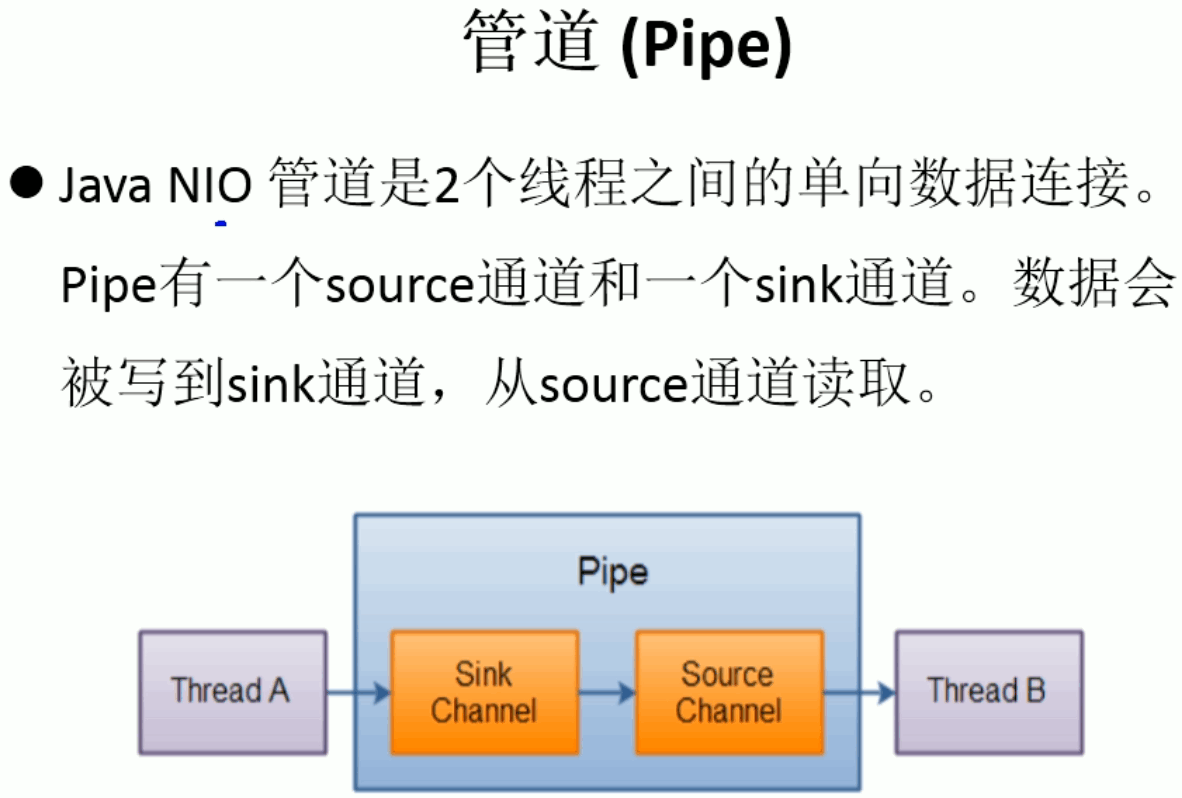 管道 (Pipe)
● Java NIO 管道是2个线程之间的单向数据连接。
Pipe有一个source通道和一个sink通道。数据会
被写到sink通道，从source通道读取。
Pipe
Thread A
Sink
Channel
Source
Channel
Thread B